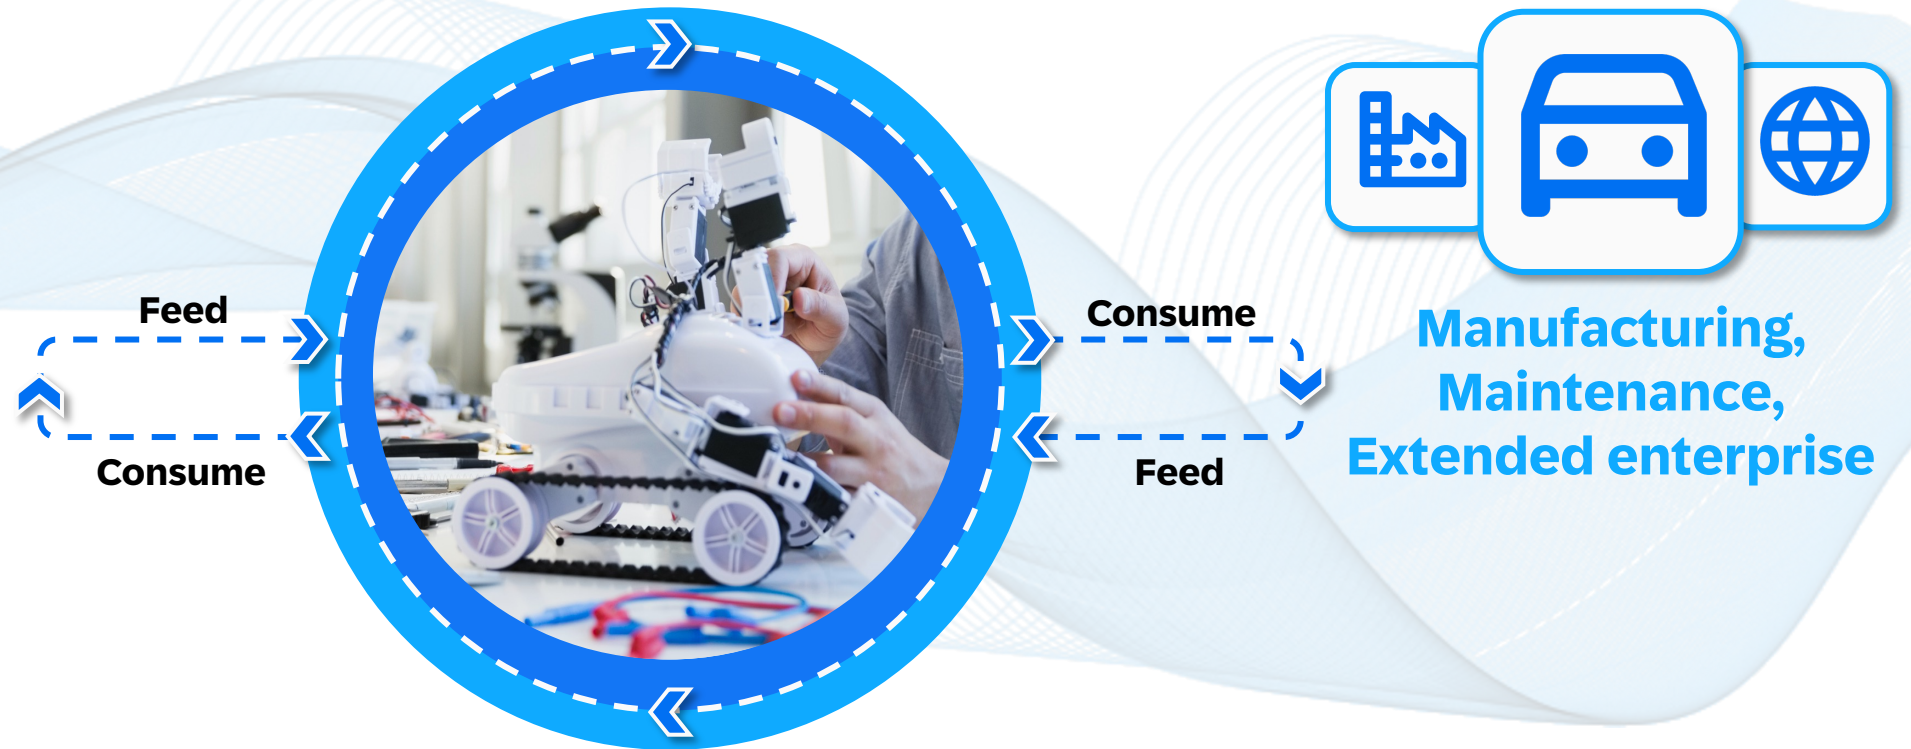 Feed
Consume
Consume
Feed
Manufacturing,
Maintenance,
Extended enterprise